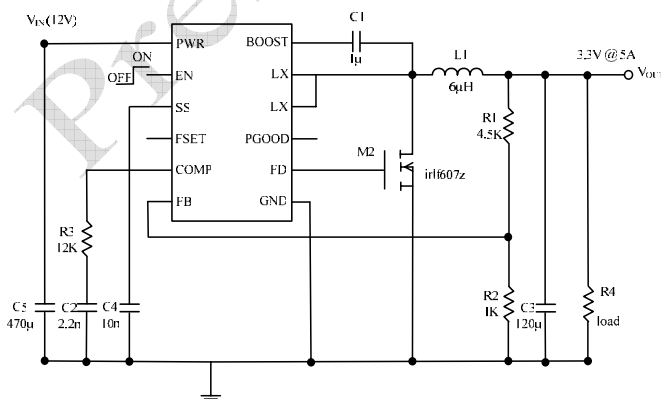 Pre
V_IN(12V)
C1
1μ
PWR
BOOST
ON
OFF
EN
LX
L1
6μH
3.3V @ 5A
V_OUT
SS
LX
R1
4.5K
FSET
PGOOD
M2
irlf607z
COMP
FD
FB
GND
R3
12K
C5
470μ
C2
2.2n
C4
10n
R2
1K
C3
120μ
R4
load